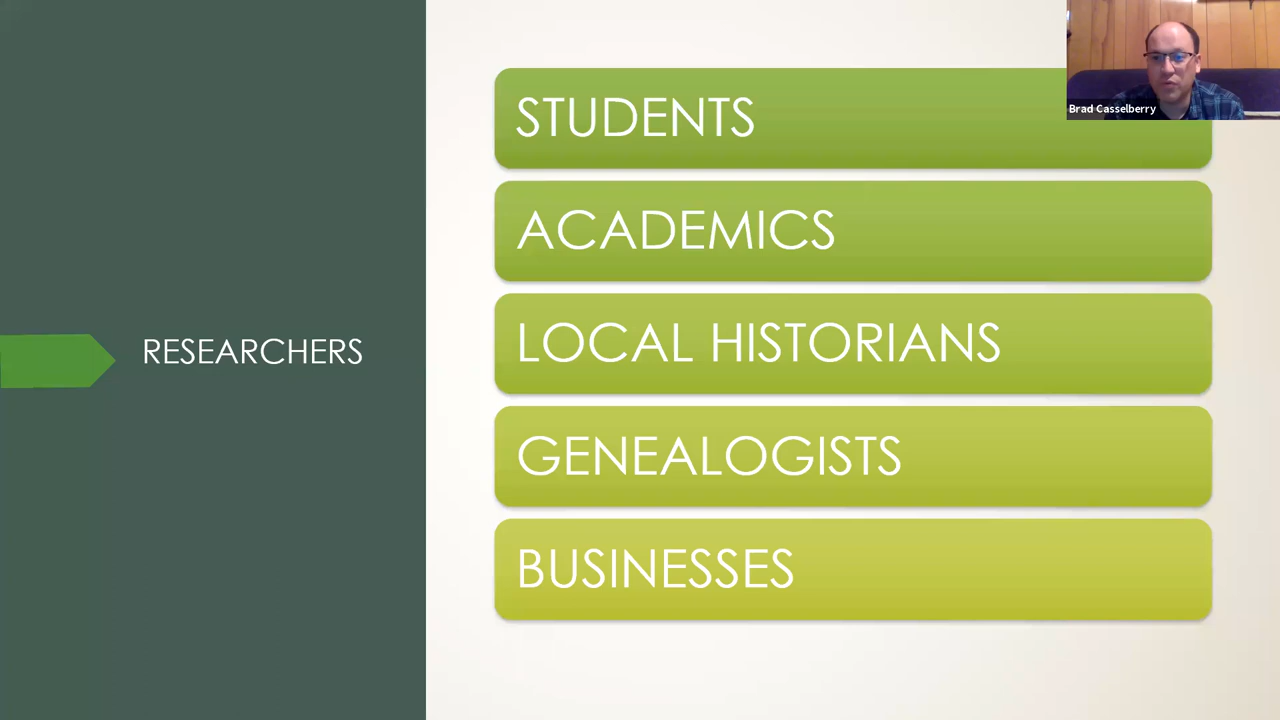 STUDENTS
Brad Casselberry
ACADEMICS
LOCAL HISTORIANS
RESEARCHERS
GENEALOGISTS
BUSINESSES